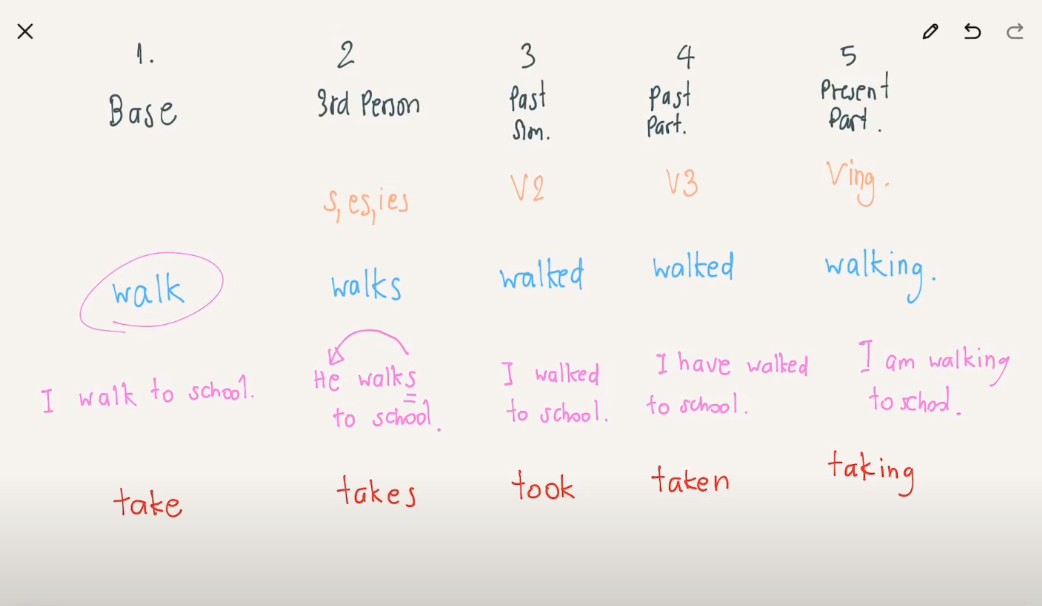 1.
2
3
4
5
Base
3rd Person
Past
Sim.
Past
Part.
Present
Part.
s, es, ies
V2
V3
Ving.
walk
walks
walked
walked
walking.
I walk to school.
He walks
to school.
I walked
to school.
I have walked
to school.
I am walking
to school.
take
takes
took
taken
taking